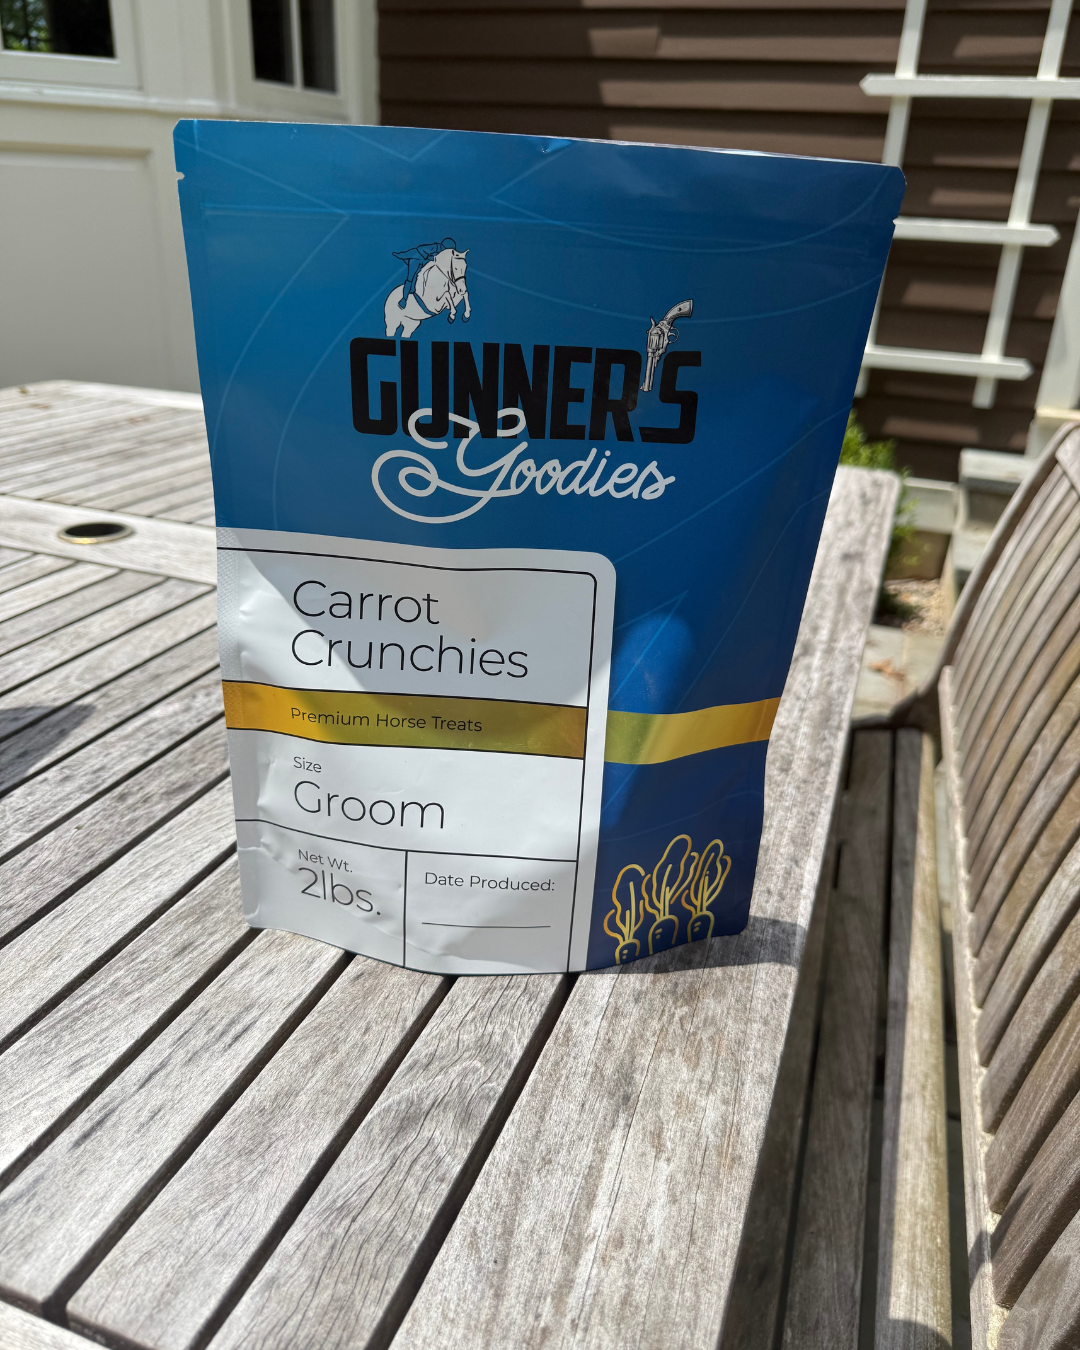 GUNNER'S
Goodies
Carrot
Crunchies
Premium Horse Treats
Size
Groom
Net Wt.
2lbs.
Date Produced: